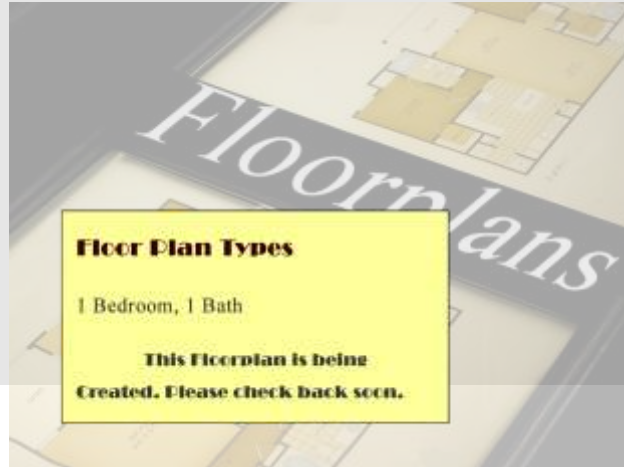 Floorplans
Floor Plan Types
1 Bedroom, 1 Bath
This Floorplan is being
Created. Please check back soon.